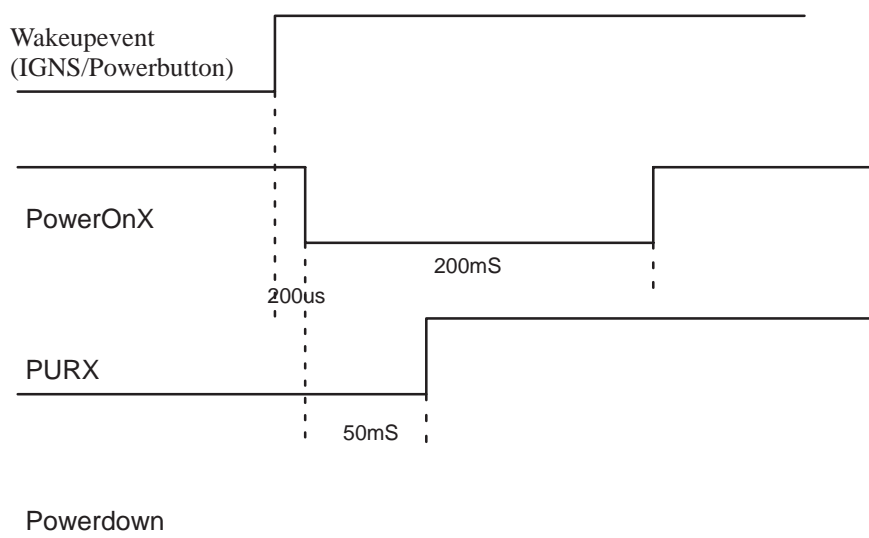 Wakeupevent
(IGNS/Powerbutton)
PowerOnX
200mS
200us
PURX
50mS
Powerdown